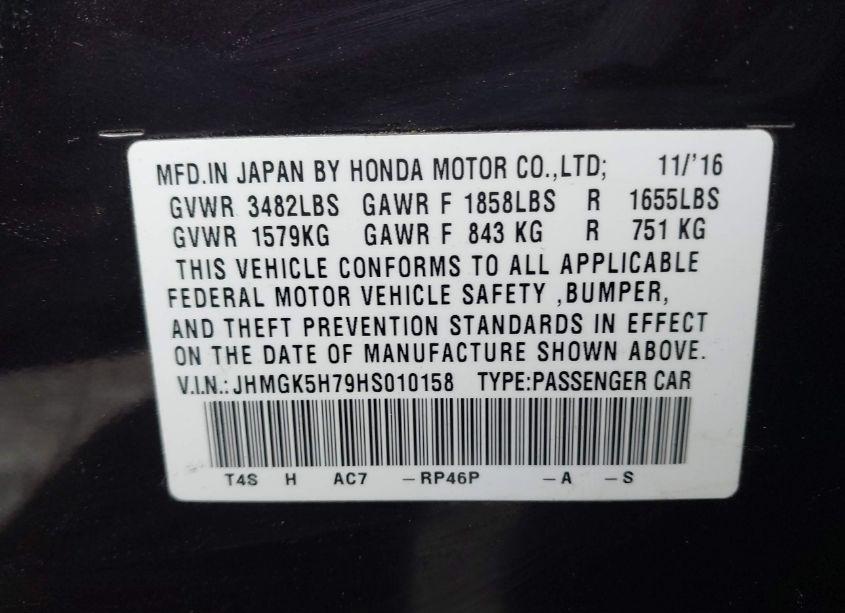 MFD.IN JAPAN BY HONDA MOTOR CO.,LTD; 11/'16
GVWR 3482LBS GAWR F 1858LBS R 1655LBS
GVWR 1579KG GAWR F 843 KG R 751 KG
THIS VEHICLE CONFORMS TO ALL APPLICABLE
FEDERAL MOTOR VEHICLE SAFETY ,BUMPER,
AND THEFT PREVENTION STANDARDS IN EFFECT
ON THE DATE OF MANUFACTURE SHOWN ABOVE.
V.I.N.: JHMGK5H79HS010158 TYPE:PASSENGER CAR
T4S H AC7 -RP46P -A -S